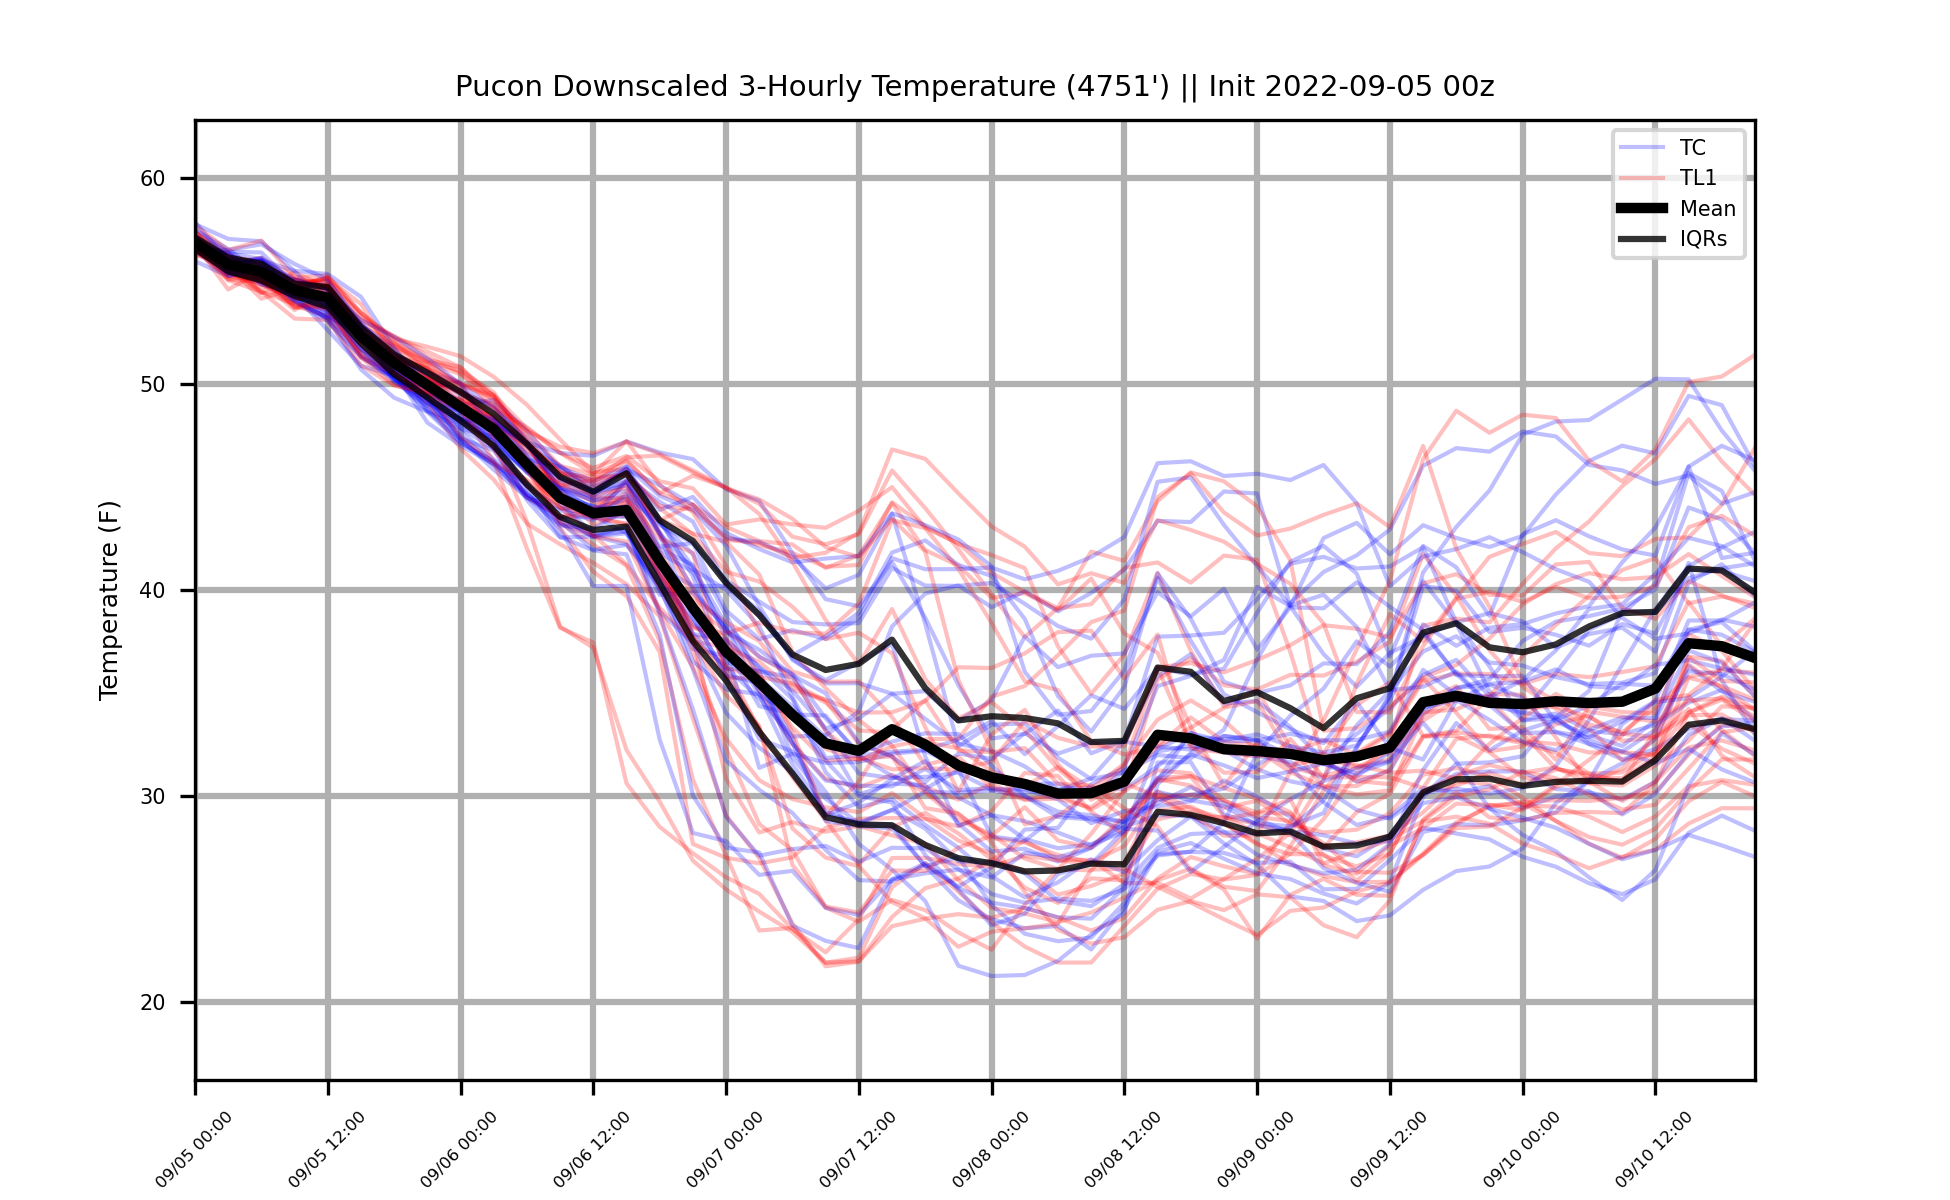 Pucon Downscaled 3-Hourly Temperature (4751') || Init 2022-09-05 00z
TC
TL1
Mean
IQRs
Temperature (F)
60
50
40
30
20
09/05 00:00
09/05 12:00
09/06 00:00
09/06 12:00
09/07 00:00
09/07 12:00
09/08 00:00
09/08 12:00
09/09 00:00
09/09 12:00
09/10 00:00
09/10 12:00